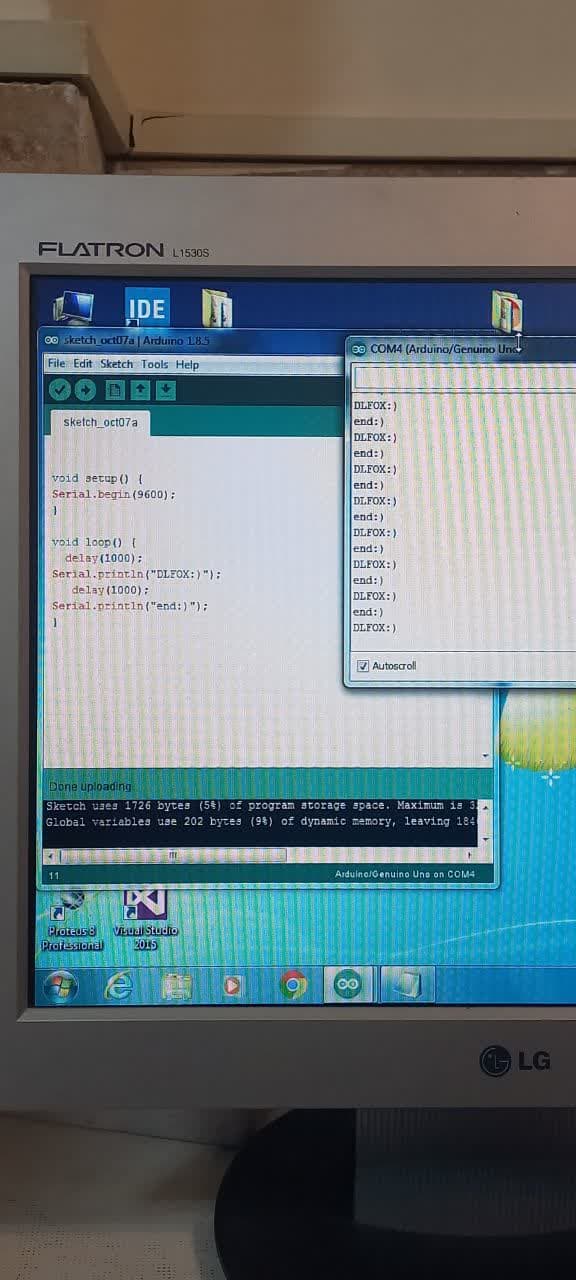 FLATRON L1530S
IDE
sketch_oct07a | Arduino 1.8.5
File Edit Sketch Tools Help
sketch_oct07a
void setup() {
Serial.begin(9600);
}
void loop() {
delay(1000);
Serial.println("DLFOX:)");
delay(1000);
Serial.println("end:)");
}
Done uploading.
Sketch uses 1726 bytes (5%) of program storage space. Maximum is
Global variables use 202 bytes (9%) of dynamic memory, leaving 184
11
Arduino/Genuino Uno on COM4
COM4 (Arduino/Genuino Uno)
DLFOX:)
end:)
DLFOX:)
end:)
DLFOX:)
end:)
DLFOX:)
end:)
DLFOX:)
end:)
DLFOX:)
end:)
DLFOX:)
end:)
DLFOX:)
Autoscroll
Proteus 8
Professional
Visual Studio
2015
LG